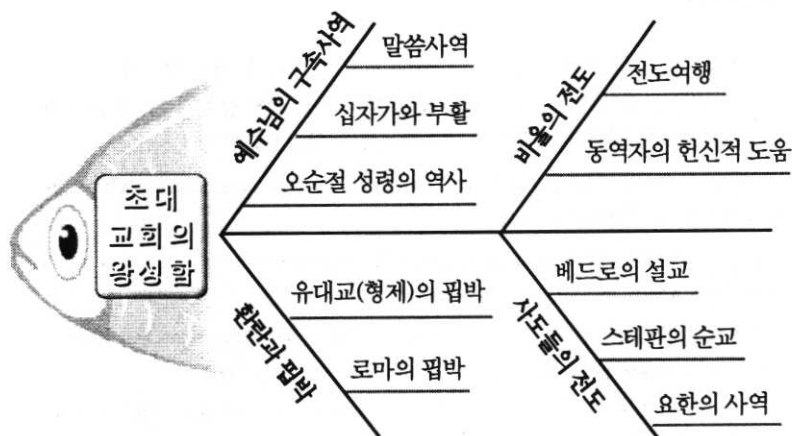 초대
교회의
왕성함
예수님의 구속사역
말씀사역
십자가와 부활
오순절 성령의 역사
바울의 전도
전도여행
동역자의 헌신적 도움
환란과 핍박
유대교(형제)의 핍박
로마의 핍박
사도들의 전도
베드로의 설교
스테판의 순교
요한의 사역